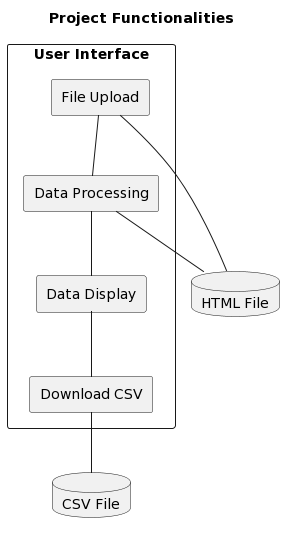 Project Functionalities
User Interface
File Upload
Data Processing
Data Display
HTML File
Download CSV
CSV File